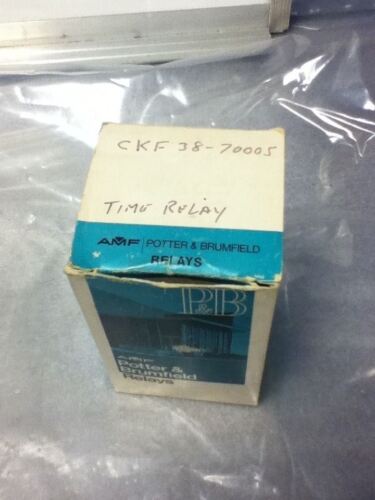 CKF 38-70005
TIME RELAY
AMF | POTTER & BRUMFIELD
RELAYS
P&B
AMF
Potter &
Brumfield
Relays